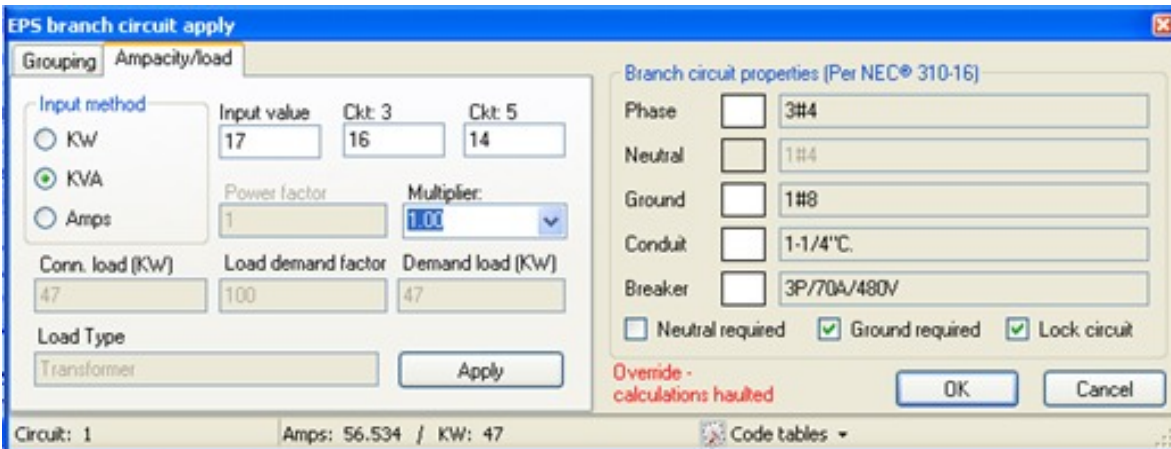 EPS branch circuit apply
Grouping Ampacity/load
Input method
KW
KVA
Amps
Input value Ckt: 3 Ckt: 5
17 16 14
Power factor Multiplier:
1 1.00
Conn. load (KW) Load demand factor Demand load (KW)
47 100 47
Load Type
Transformer Apply
Branch circuit properties (Per NEC® 310-16)
Phase 3#4
Neutral 1#4
Ground 1#8
Conduit 1-1/4"C.
Breaker 3P/70A/480V
Neutral required Ground required Lock circuit
Override -
calculations haulted
OK Cancel
Circuit: 1 Amps: 56.534 / KW: 47 Code tables